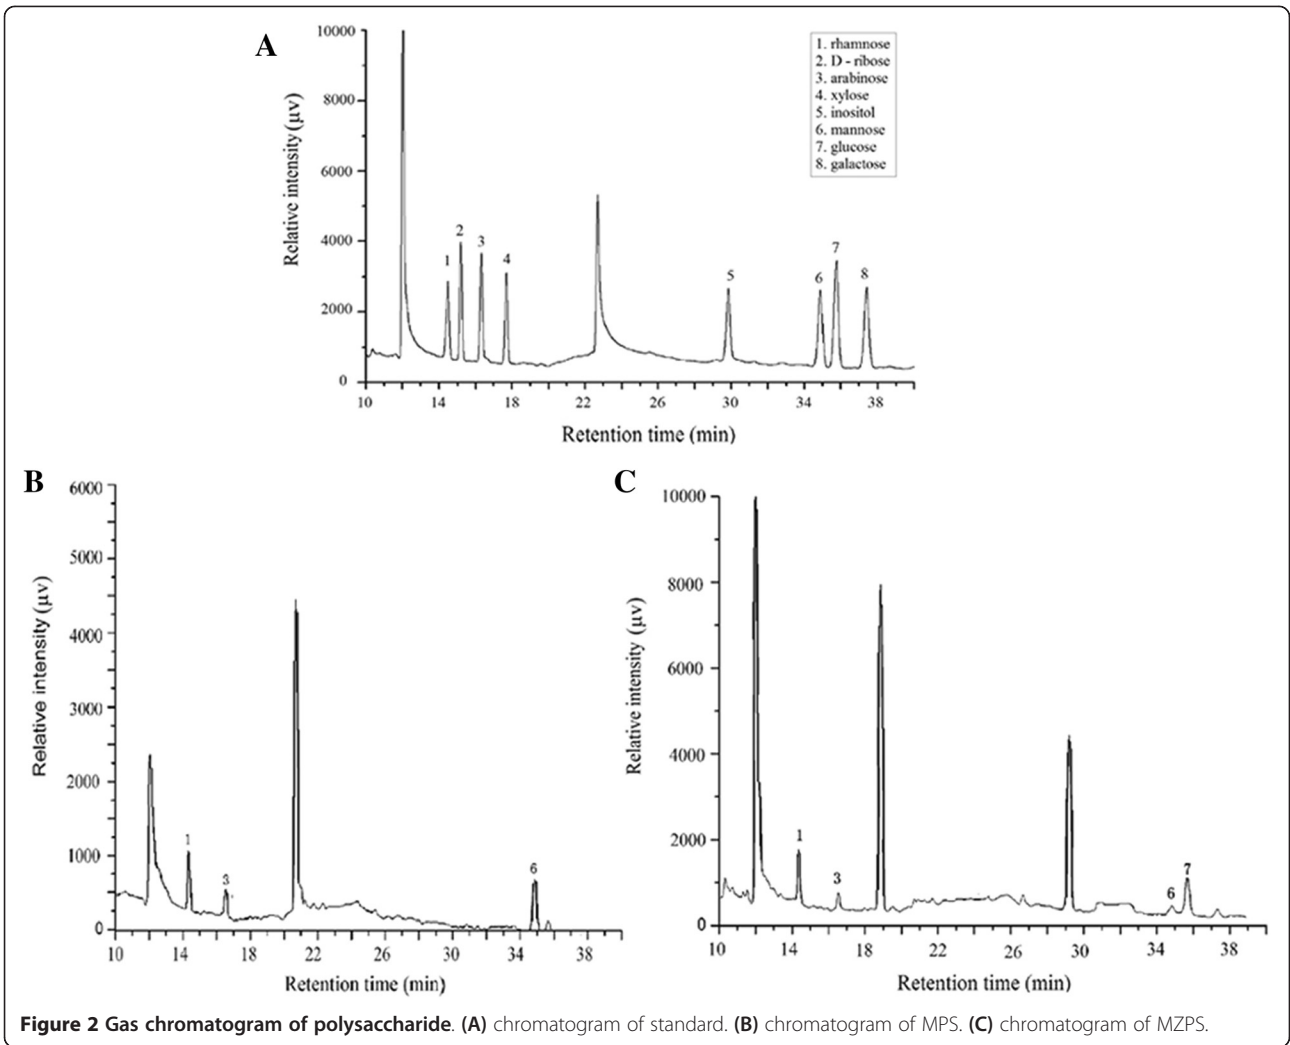 A
10000
8000
6000
4000
2000
0
Relative intensity (μv)
1
2
3
4
5
6
7
8
1. rhamnose
2. D - ribose
3. arabinose
4. xylose
5. inositol
6. mannose
7. glucose
8. galactose
10 14 18 22 26 30 34 38
Retention time (min)
B
6000
5000
4000
3000
2000
1000
0
Relative intensity (μv)
1
3
6
10 14 18 22 26 30 34 38
Retention time (min)
C
10000
8000
6000
4000
2000
0
Relative intensity (μv)
1
3
6
7
10 14 18 22 26 30 34 38
Retention time (min)
Figure 2 Gas chromatogram of polysaccharide. (A) chromatogram of standard. (B) chromatogram of MPS. (C) chromatogram of MZPS.